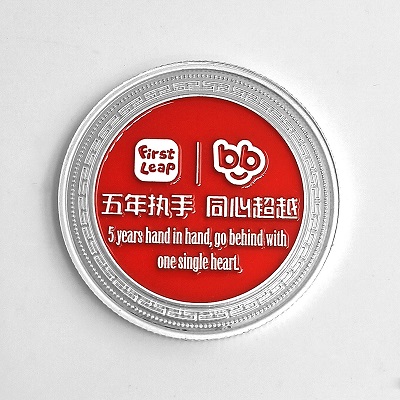 First
Leap
bb
五年执手 同心超越
5 years hand in hand, go behind with
one single heart.